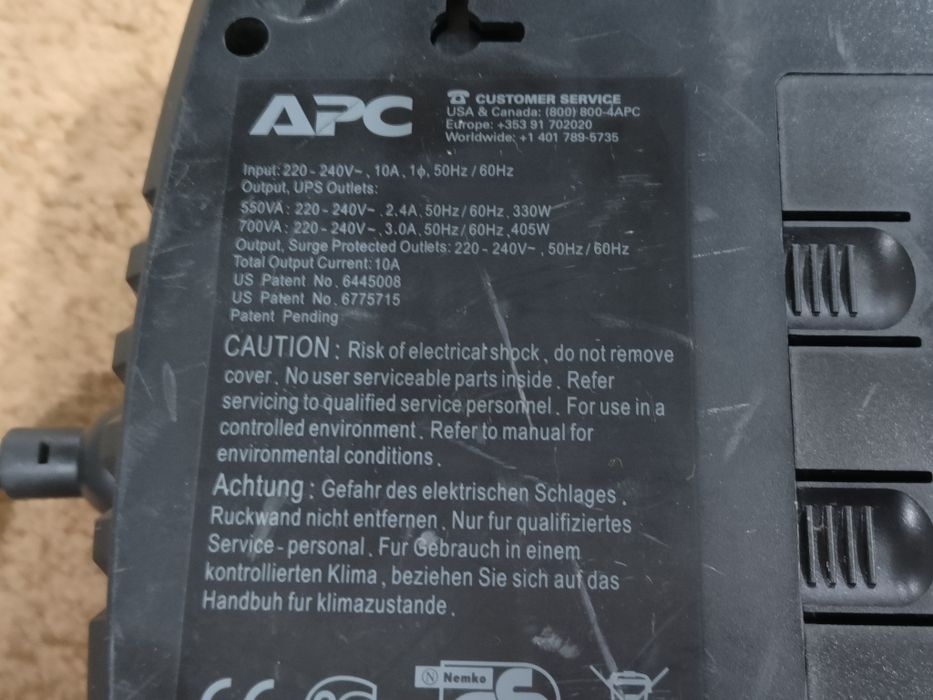 APC
☎ CUSTOMER SERVICE
USA & Canada: (800) 800-4APC
Europe: +353 91 702020
Worldwide: +1 401 789-5735
Input: 220 - 240V~, 10A, 1ϕ, 50Hz / 60Hz
Output, UPS Outlets:
550VA : 220 - 240V~ , 2.4A, 50Hz / 60Hz, 330W
700VA : 220 - 240V~ , 3.0A, 50Hz / 60Hz ,405W
Output, Surge Protected Outlets: 220 - 240V~ , 50Hz / 60Hz
Total Output Current: 10A
US Patent No. 6445008
US Patent No. 6775715
Patent Pending
CAUTION : Risk of electrical shock , do not remove
cover . No user serviceable parts inside . Refer
servicing to qualified service personnel . For use in a
controlled environment . Refer to manual for
environmental conditions .
Achtung : Gefahr des elektrischen Schlages .
Ruckwand nicht entfernen . Nur fur qualifiziertes
Service - personal . Fur Gebrauch in einem
kontrollierten Klima , beziehen Sie sich auf das
Handbuh fur klimazustande .
CE
N Nemko
GS